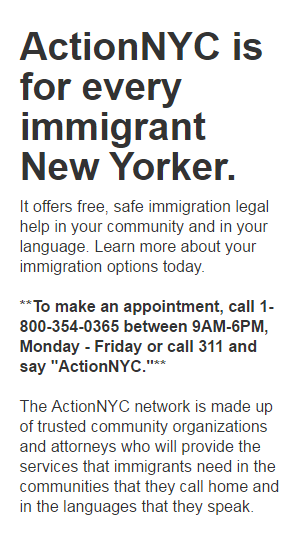 ActionNYC is
for every
immigrant
New Yorker.
It offers free, safe immigration legal
help in your community and in your
language. Learn more about your
immigration options today.
**To make an appointment, call 1-
800-354-0365 between 9AM-6PM,
Monday - Friday or call 311 and
say "ActionNYC."**
The ActionNYC network is made up
of trusted community organizations
and attorneys who will provide the
services that immigrants need in the
communities that they call home and
in the languages that they speak.